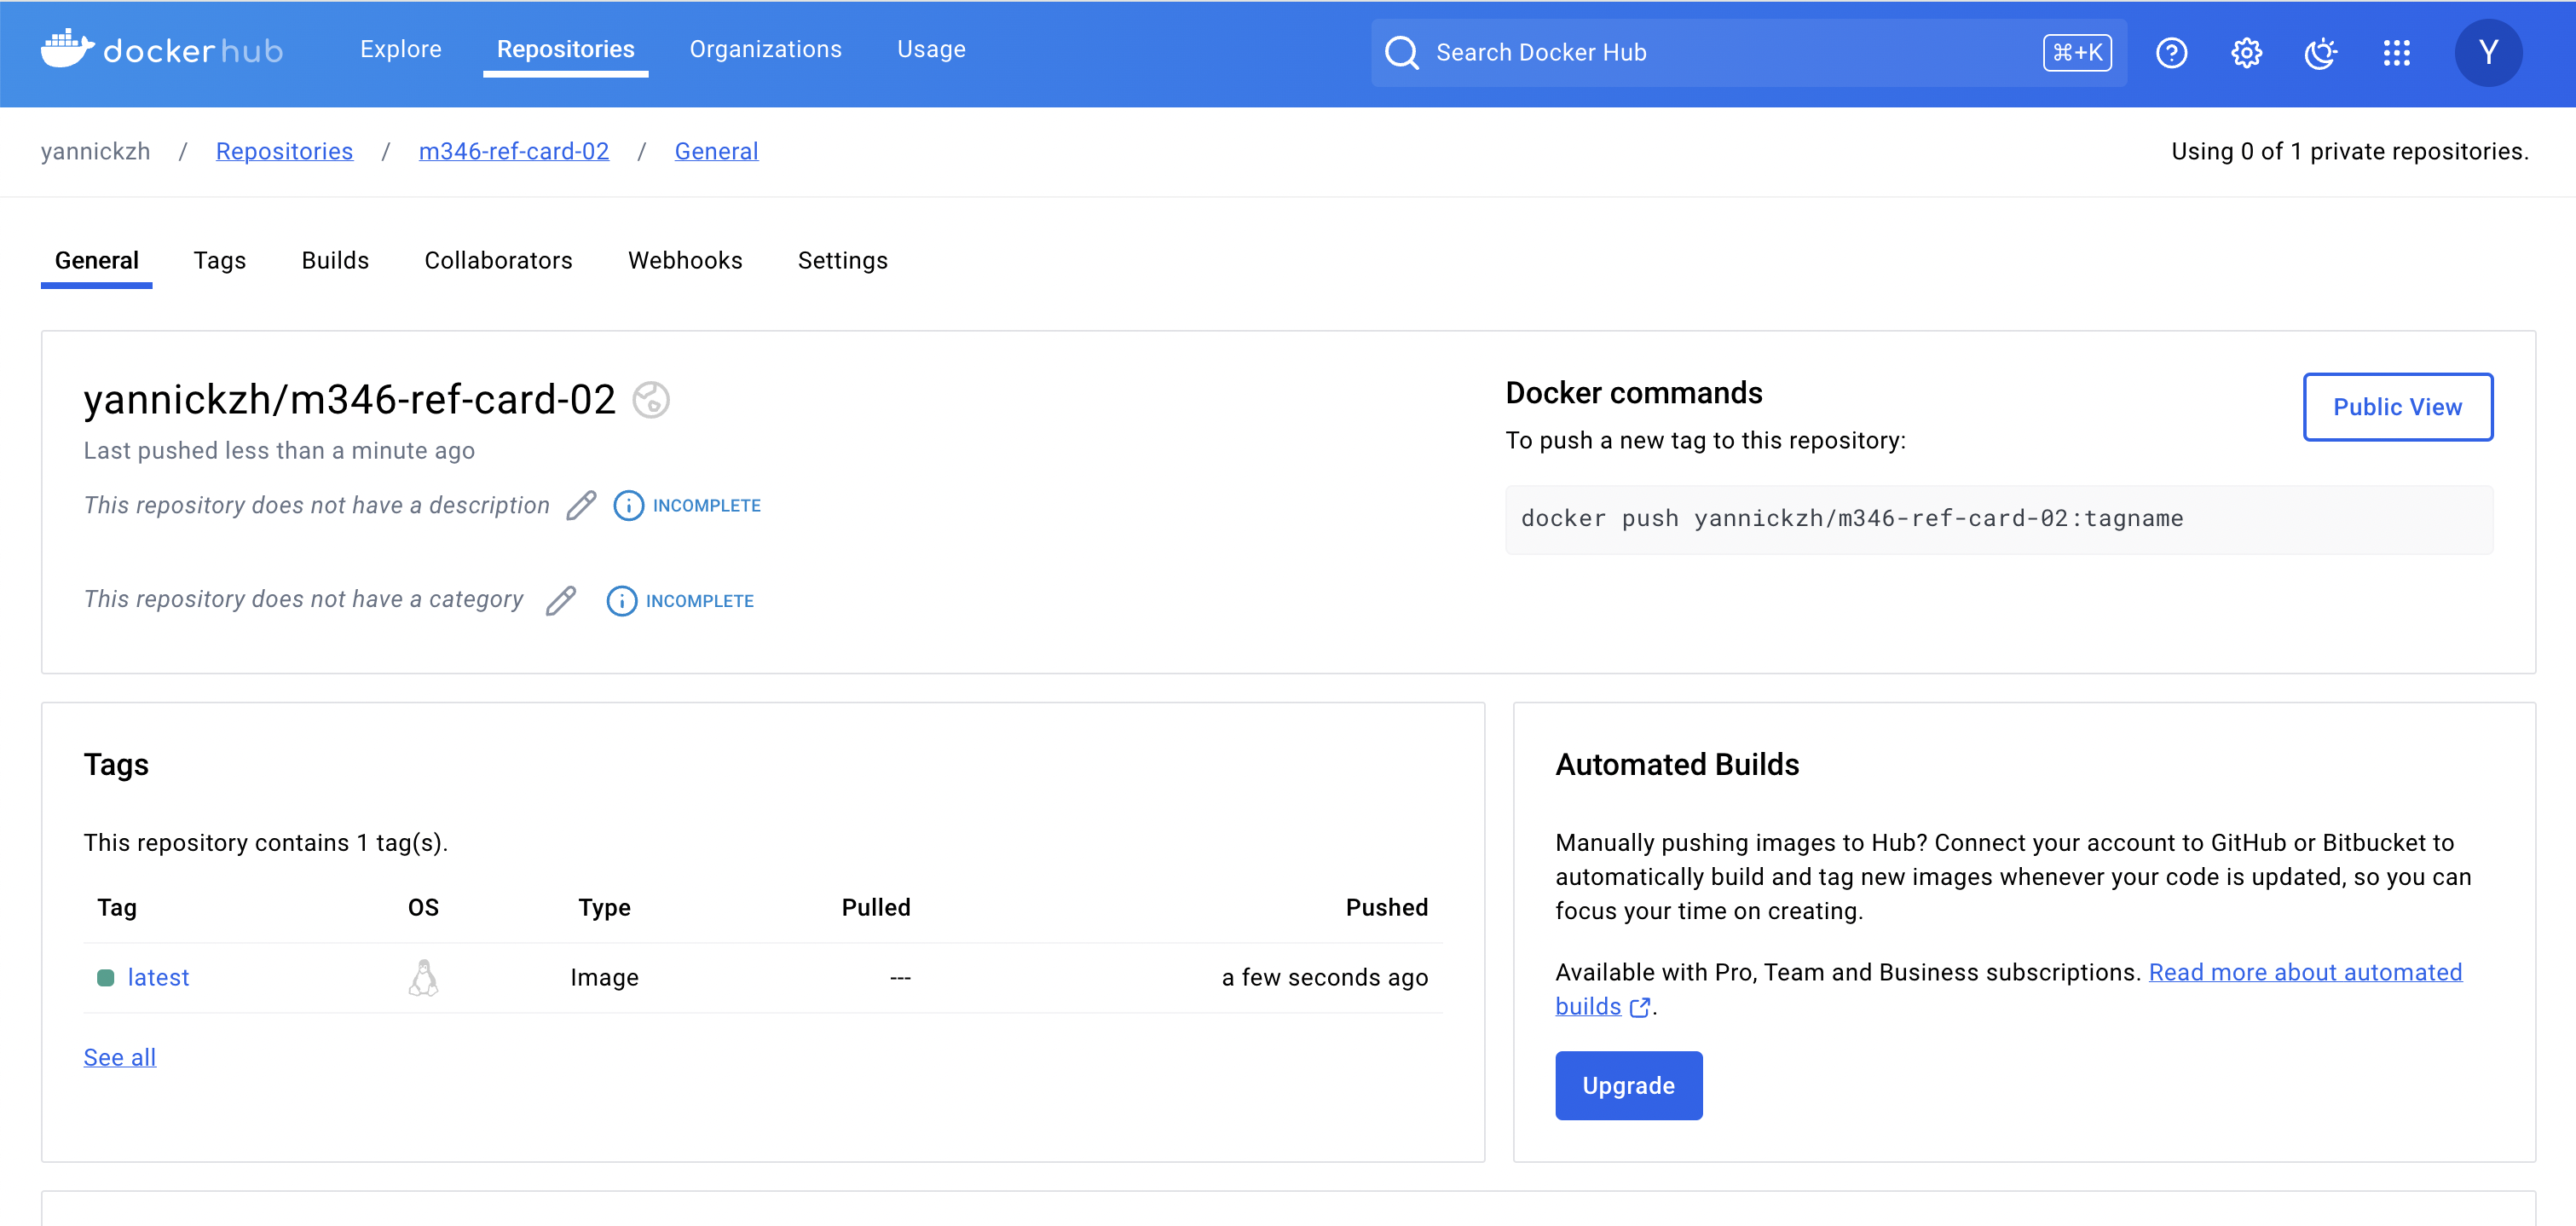 dockerhub
Explore
Repositories
Organizations
Usage
Search Docker Hub
⌘+K
Y
yannickzh / Repositories / m346-ref-card-02 / General
Using 0 of 1 private repositories.
General
Tags
Builds
Collaborators
Webhooks
Settings
yannickzh/m346-ref-card-02
Last pushed less than a minute ago
This repository does not have a description
INCOMPLETE
This repository does not have a category
INCOMPLETE
Docker commands
To push a new tag to this repository:
Public View
docker push yannickzh/m346-ref-card-02:tagname
Tags
This repository contains 1 tag(s).
Tag OS Type Pulled Pushed
latest Image --- a few seconds ago
See all
Automated Builds
Manually pushing images to Hub? Connect your account to GitHub or Bitbucket to
automatically build and tag new images whenever your code is updated, so you can
focus your time on creating.
Available with Pro, Team and Business subscriptions. Read more about automated
builds .
Upgrade